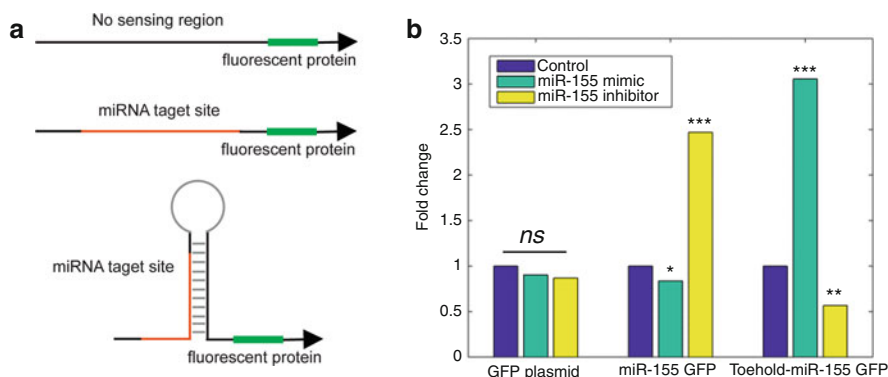 a
No sensing region
fluorescent protein
miRNA taget site
fluorescent protein
miRNA taget site
fluorescent protein
b
3.5
3
2.5
2
1.5
1
0.5
0
Fold change
Control
miR-155 mimic
miR-155 inhibitor
ns
*
***
***
**
GFP plasmid
miR-155 GFP
Toehold-miR-155 GFP